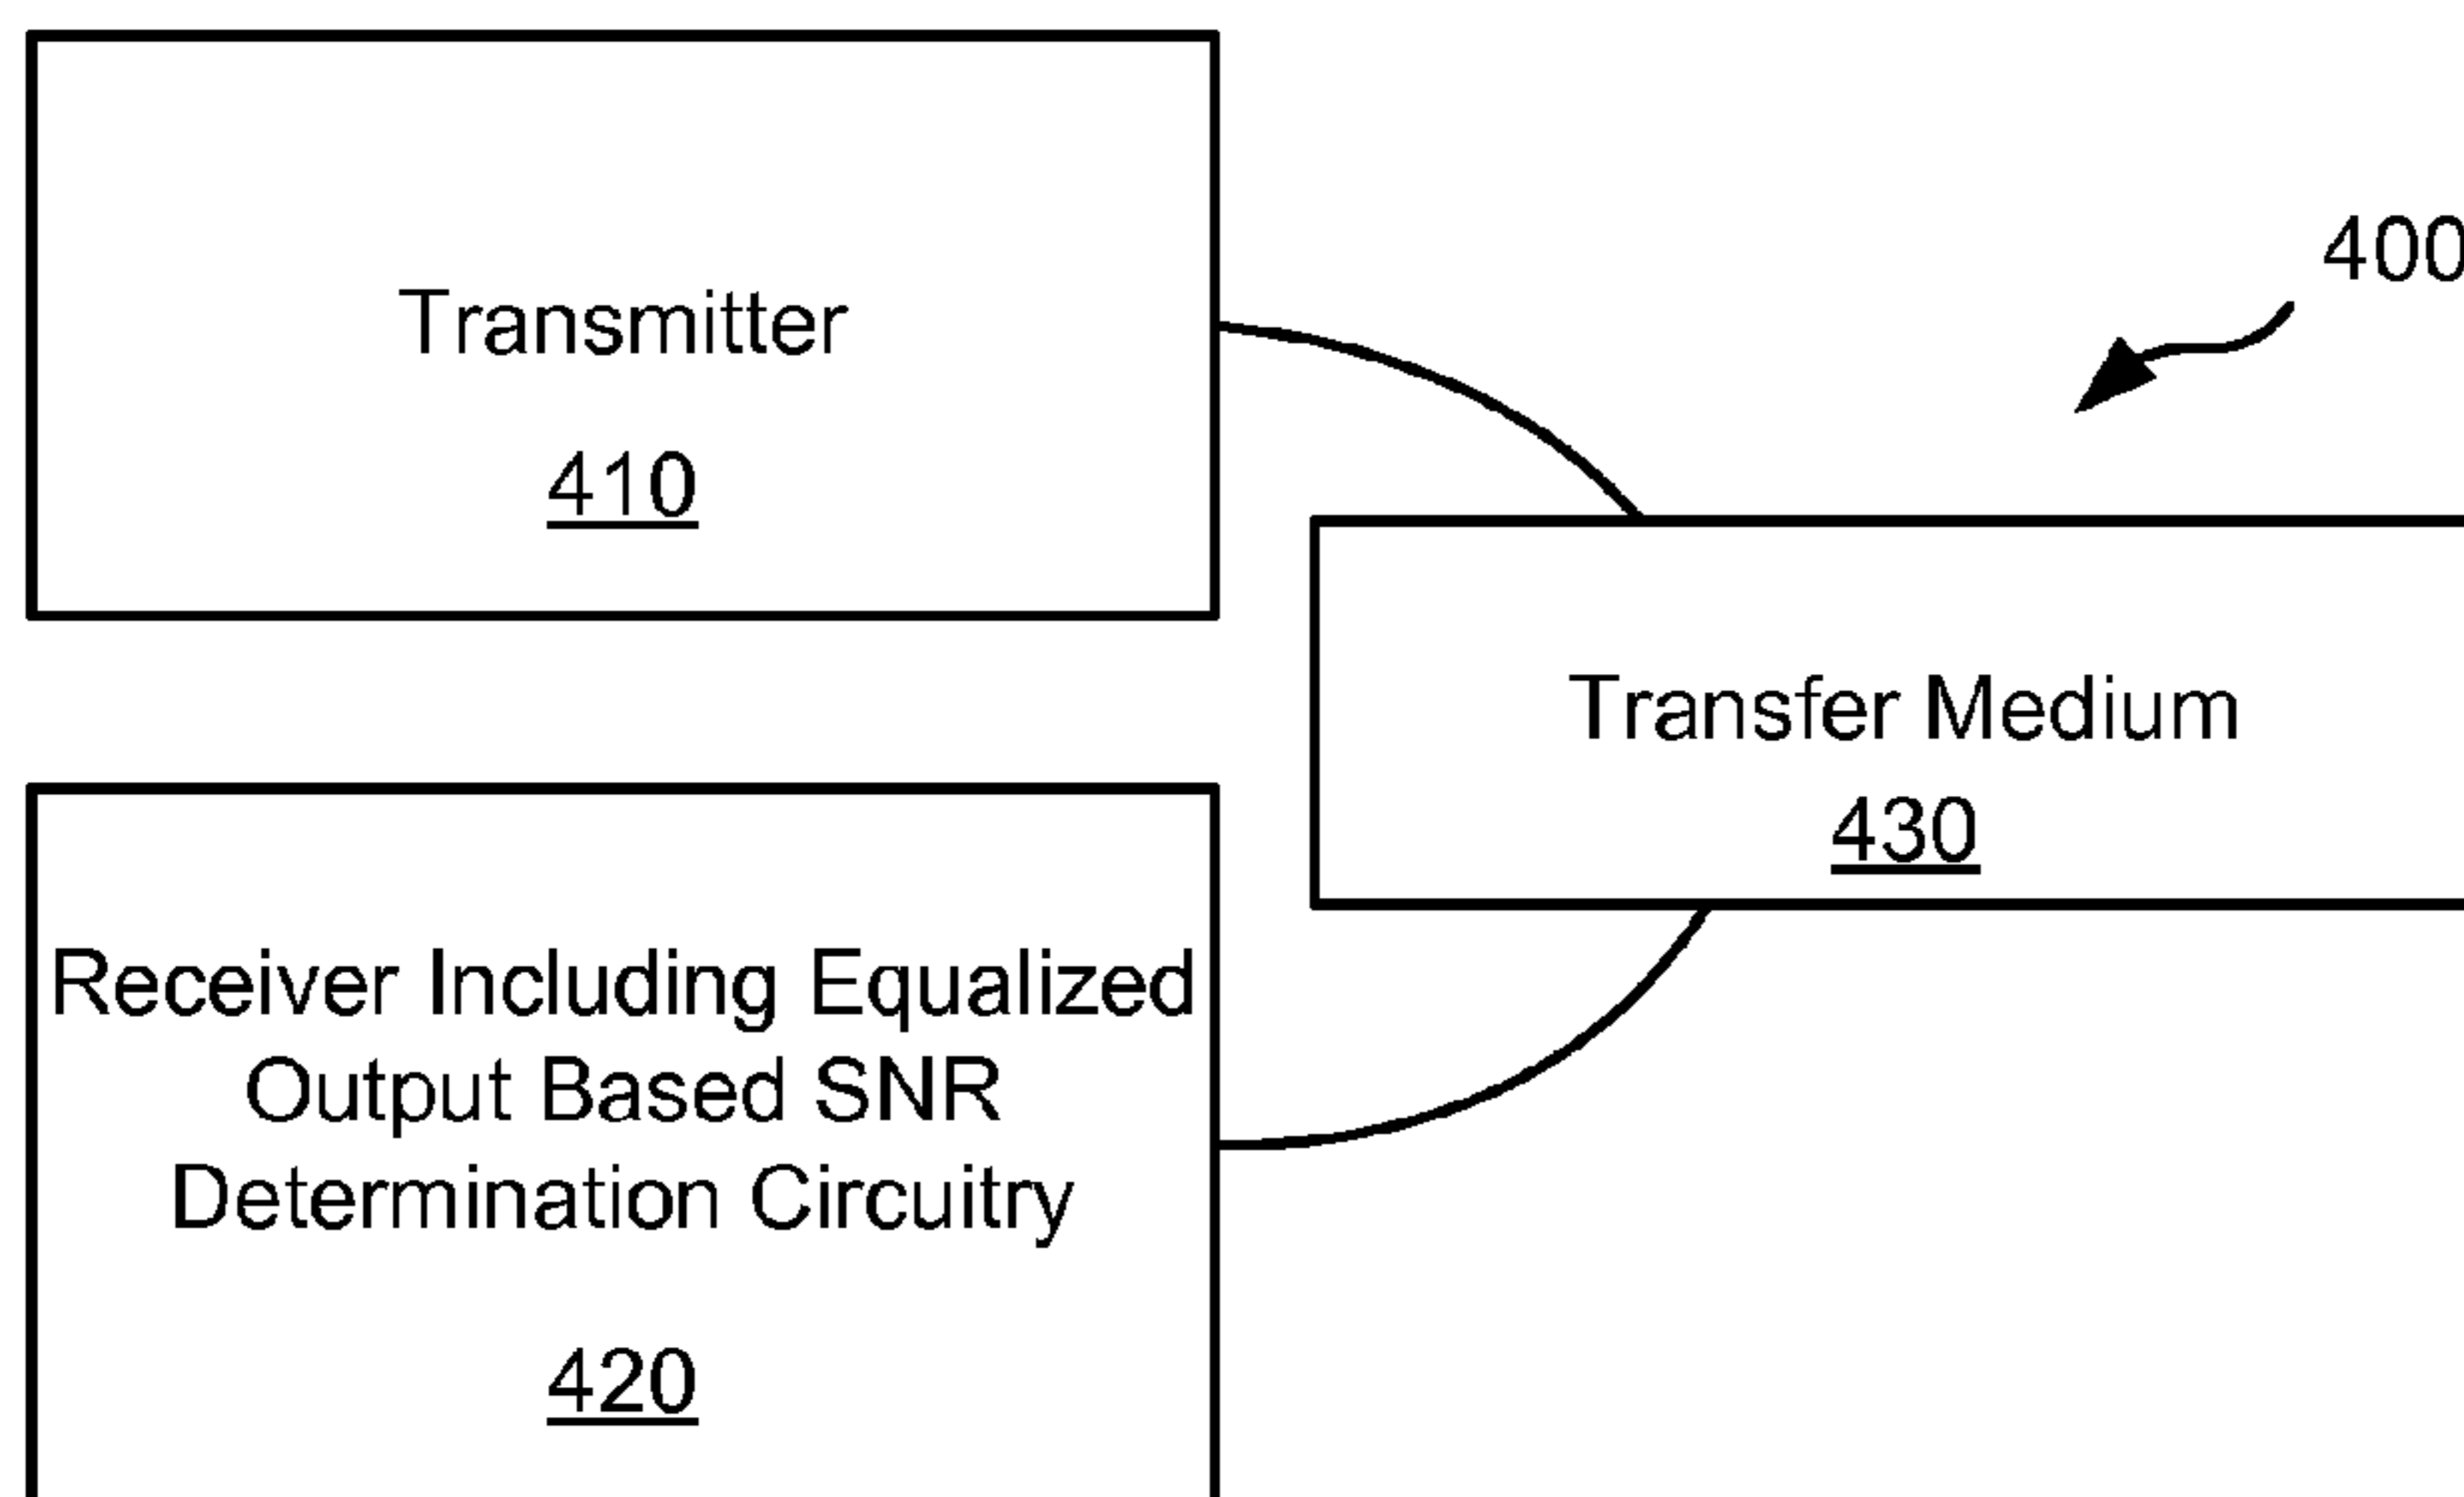 Transmitter
410
400
Transfer Medium
430
Receiver Including Equalized
Output Based SNR
Determination Circuitry
420